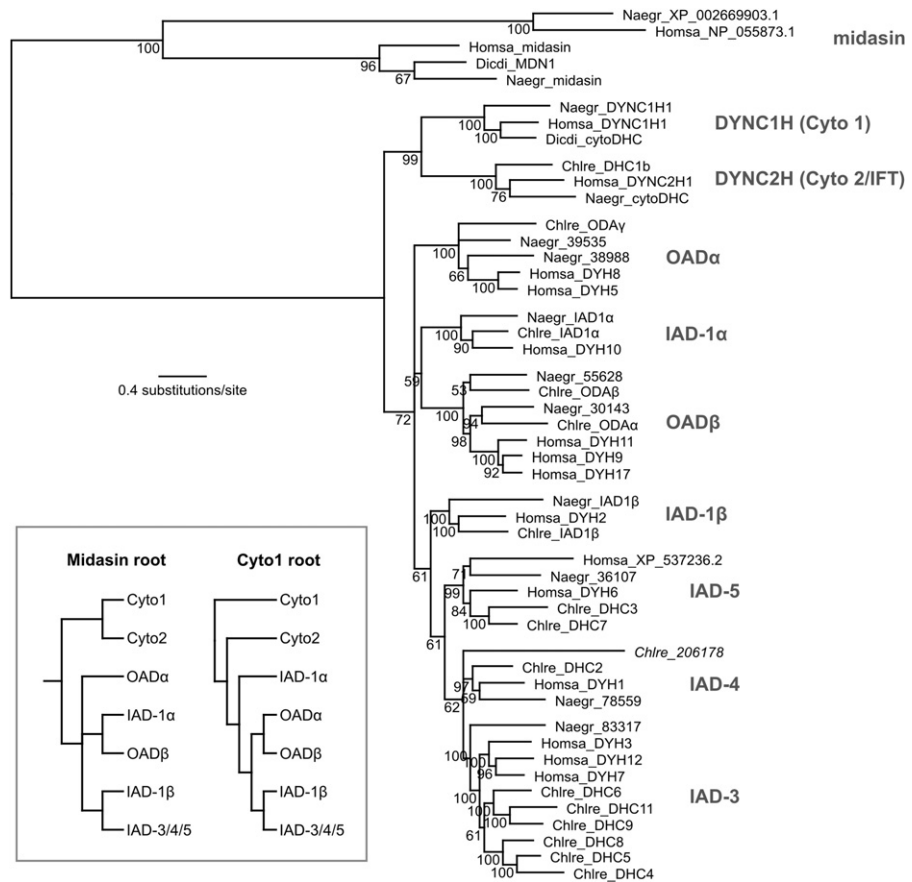 Naegr_XP_002669903.1
Homsa_NP_055873.1
midasin
100
Homsa_midasin
96
Dicdi_MDN1
67
Naegr_midasin
Naegr_DYNC1H1
100
Homsa_DYNC1H1
DYNC1H (Cyto 1)
100
Dicdi_cytoDHC
99
Chlre_DHC1b
100
Homsa_DYNC2H1
DYNC2H (Cyto 2/IFT)
76
Naegr_cytoDHC
Chlre_ODAγ
Naegr_39535
100
Naegr_38988
OADα
66
Homsa_DYH8
100
Homsa_DYH5
Naegr_IAD1α
100
Chlre_IAD1α
IAD-1α
90
Homsa_DYH10
0.4 substitutions/site
59
Naegr_55628
53
Chlre_ODAβ
72
100
Naegr_30143
94
Chlre_ODAα
OADβ
98
Homsa_DYH11
100
Homsa_DYH9
92
Homsa_DYH17
Naegr_IAD1β
100
Homsa_DYH2
IAD-1β
100
Chlre_IAD1β
61
Homsa_XP_537236.2
71
Naegr_36107
99
Homsa_DYH6
IAD-5
84
Chlre_DHC3
100
Chlre_DHC7
61
Chlre_206178
97
Chlre_DHC2
59
Homsa_DYH1
IAD-4
62
Naegr_78559
Naegr_83317
100
Homsa_DYH3
100
Homsa_DYH12
96
Homsa_DYH7
100
Chlre_DHC6
IAD-3
100
Chlre_DHC11
100
Chlre_DHC9
61
Chlre_DHC8
100
Chlre_DHC5
100
Chlre_DHC4
Midasin root
Cyto1
Cyto2
OADα
IAD-1α
OADβ
IAD-1β
IAD-3/4/5
Cyto1 root
Cyto1
Cyto2
IAD-1α
OADα
OADβ
IAD-1β
IAD-3/4/5